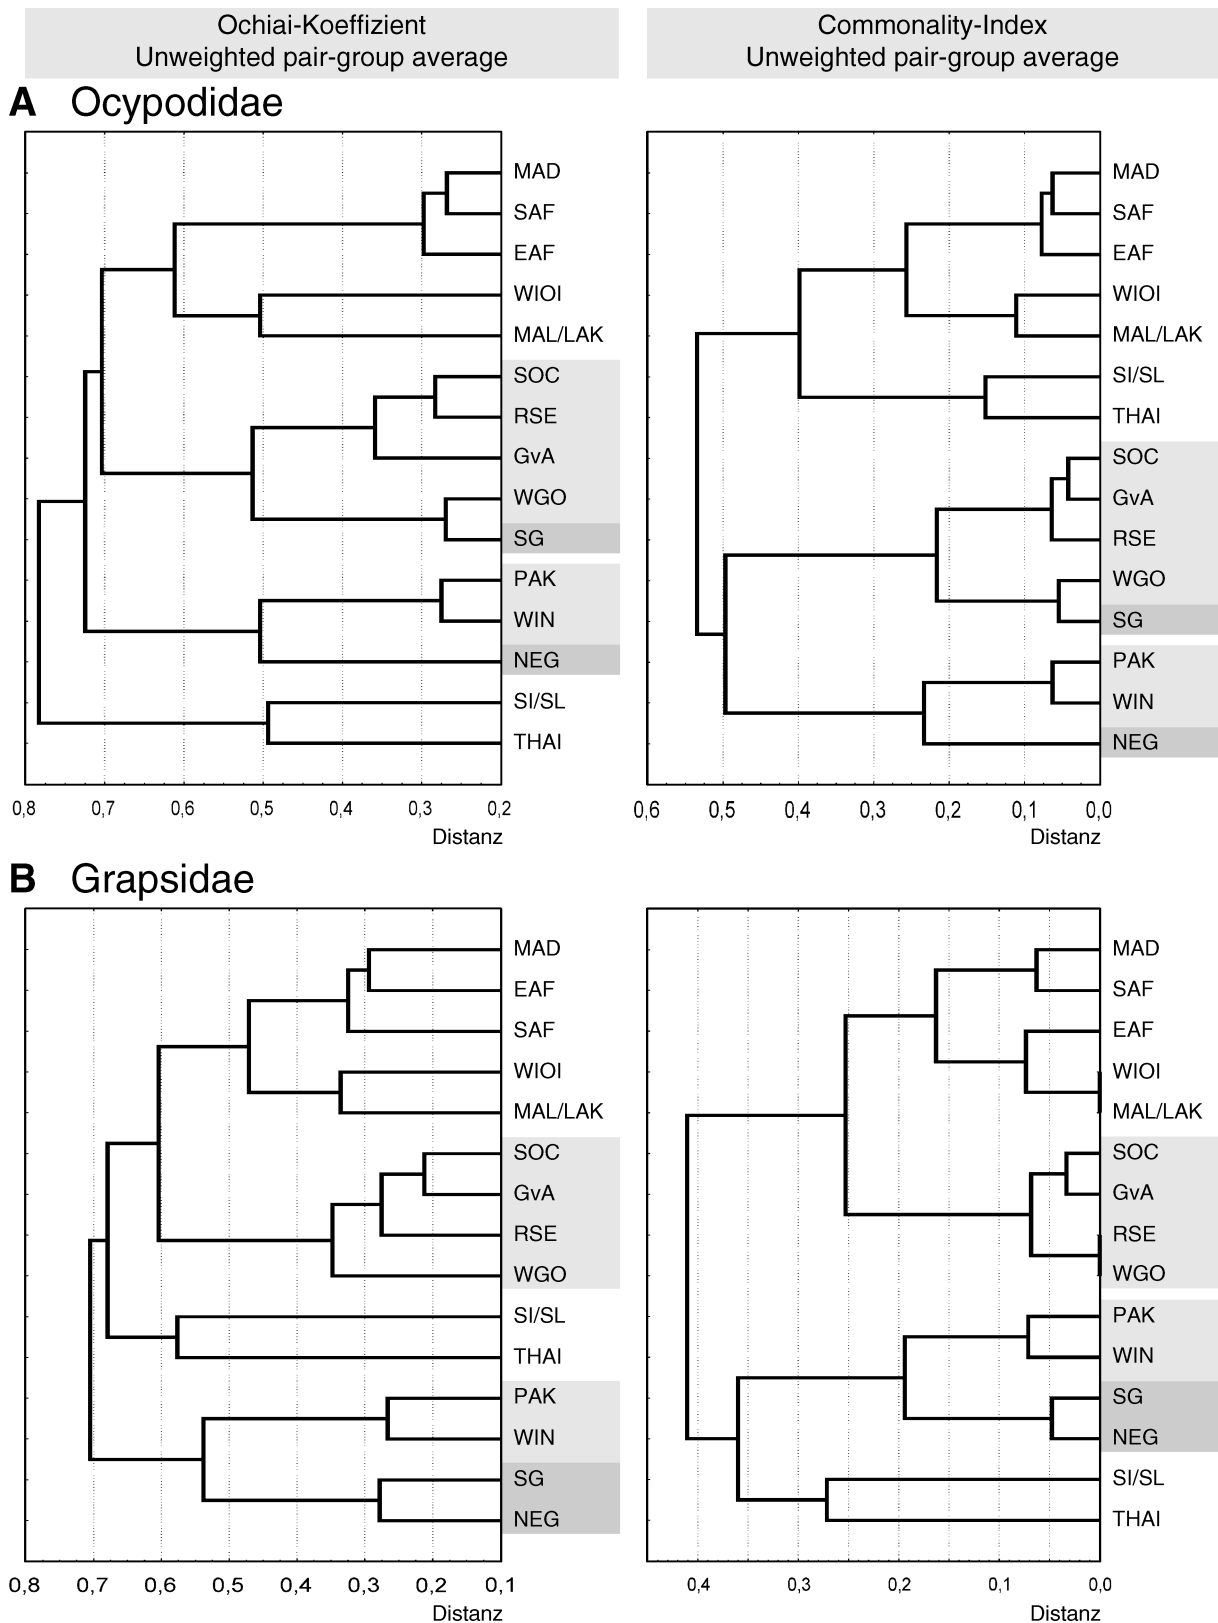 Ochiai-Koeffizient
Unweighted pair-group average
Commonality-Index
Unweighted pair-group average
A Ocypodidae
MAD
SAF
EAF
WIOI
MAL/LAK
SOC
RSE
GvA
WGO
SG
PAK
WIN
NEG
SI/SL
THAI
0,8 0,7 0,6 0,5 0,4 0,3 0,2
Distanz
MAD
SAF
EAF
WIOI
MAL/LAK
SI/SL
THAI
SOC
GvA
RSE
WGO
SG
PAK
WIN
NEG
0,6 0,5 0,4 0,3 0,2 0,1 0,0
Distanz
B Grapsidae
MAD
EAF
SAF
WIOI
MAL/LAK
SOC
GvA
RSE
WGO
SI/SL
THAI
PAK
WIN
SG
NEG
0,8 0,7 0,6 0,5 0,4 0,3 0,2 0,1
Distanz
MAD
SAF
EAF
WIOI
MAL/LAK
SOC
GvA
RSE
WGO
PAK
WIN
SG
NEG
SI/SL
THAI
0,4 0,3 0,2 0,1 0,0
Distanz